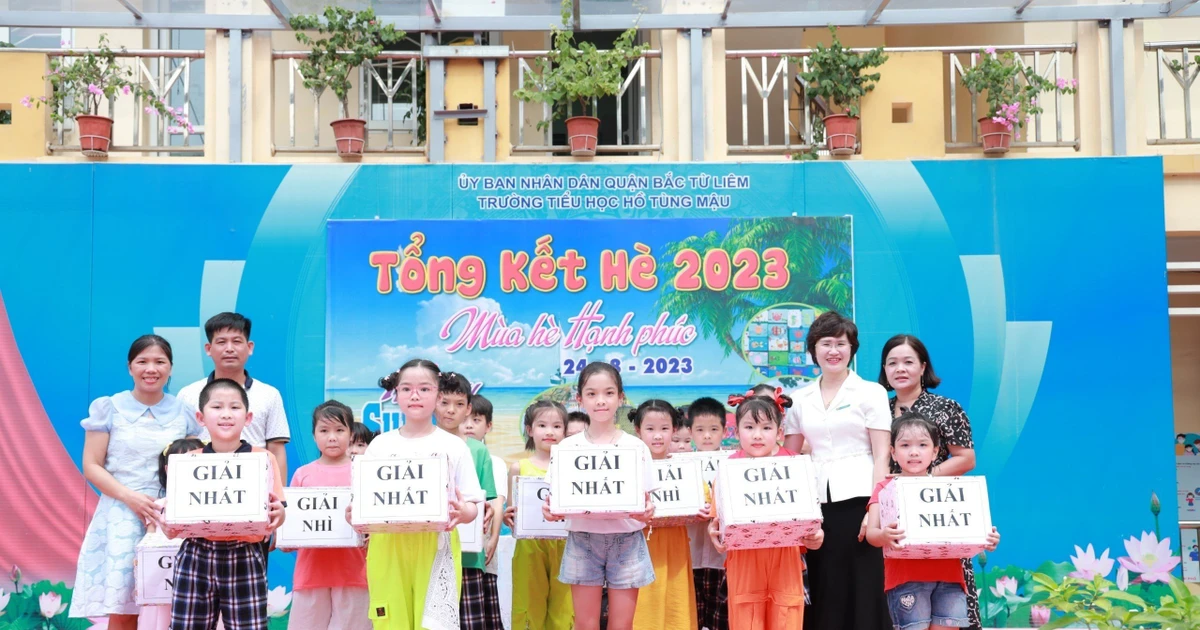 ỦY BAN NHÂN DÂN QUẬN BẮC TỪ LIÊM
TRƯỜNG TIỂU HỌC HỒ TÙNG MẬU
Tổng Kết Hè 2023
Mùa hè Hạnh phúc
- 2023
GIẢI NHẤT
GIẢI NHÌ
GIẢI NHẤT
GIẢI NHẤT
NHÌ
GIẢI NHẤT
GIẢI NHẤT